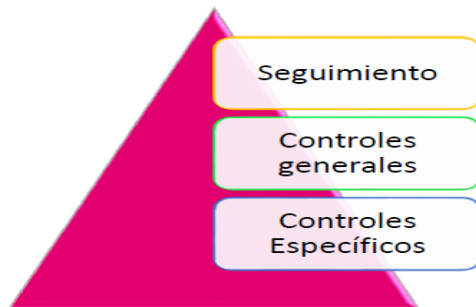 Seguimiento
Controles
generales
Controles
Específicos